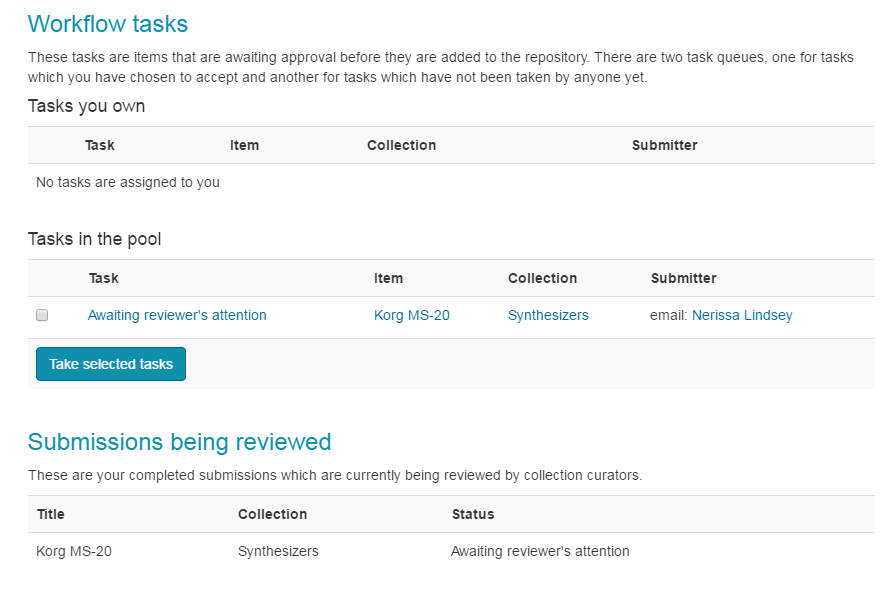 Workflow tasks
These tasks are items that are awaiting approval before they are added to the repository. There are two task queues, one for tasks
which you have chosen to accept and another for tasks which have not been taken by anyone yet.
Tasks you own
Task Item Collection Submitter
No tasks are assigned to you
Tasks in the pool
Task Item Collection Submitter
Awaiting reviewer's attention Korg MS-20 Synthesizers email: Nerissa Lindsey
Take selected tasks
Submissions being reviewed
These are your completed submissions which are currently being reviewed by collection curators.
Title Collection Status
Korg MS-20 Synthesizers Awaiting reviewer's attention